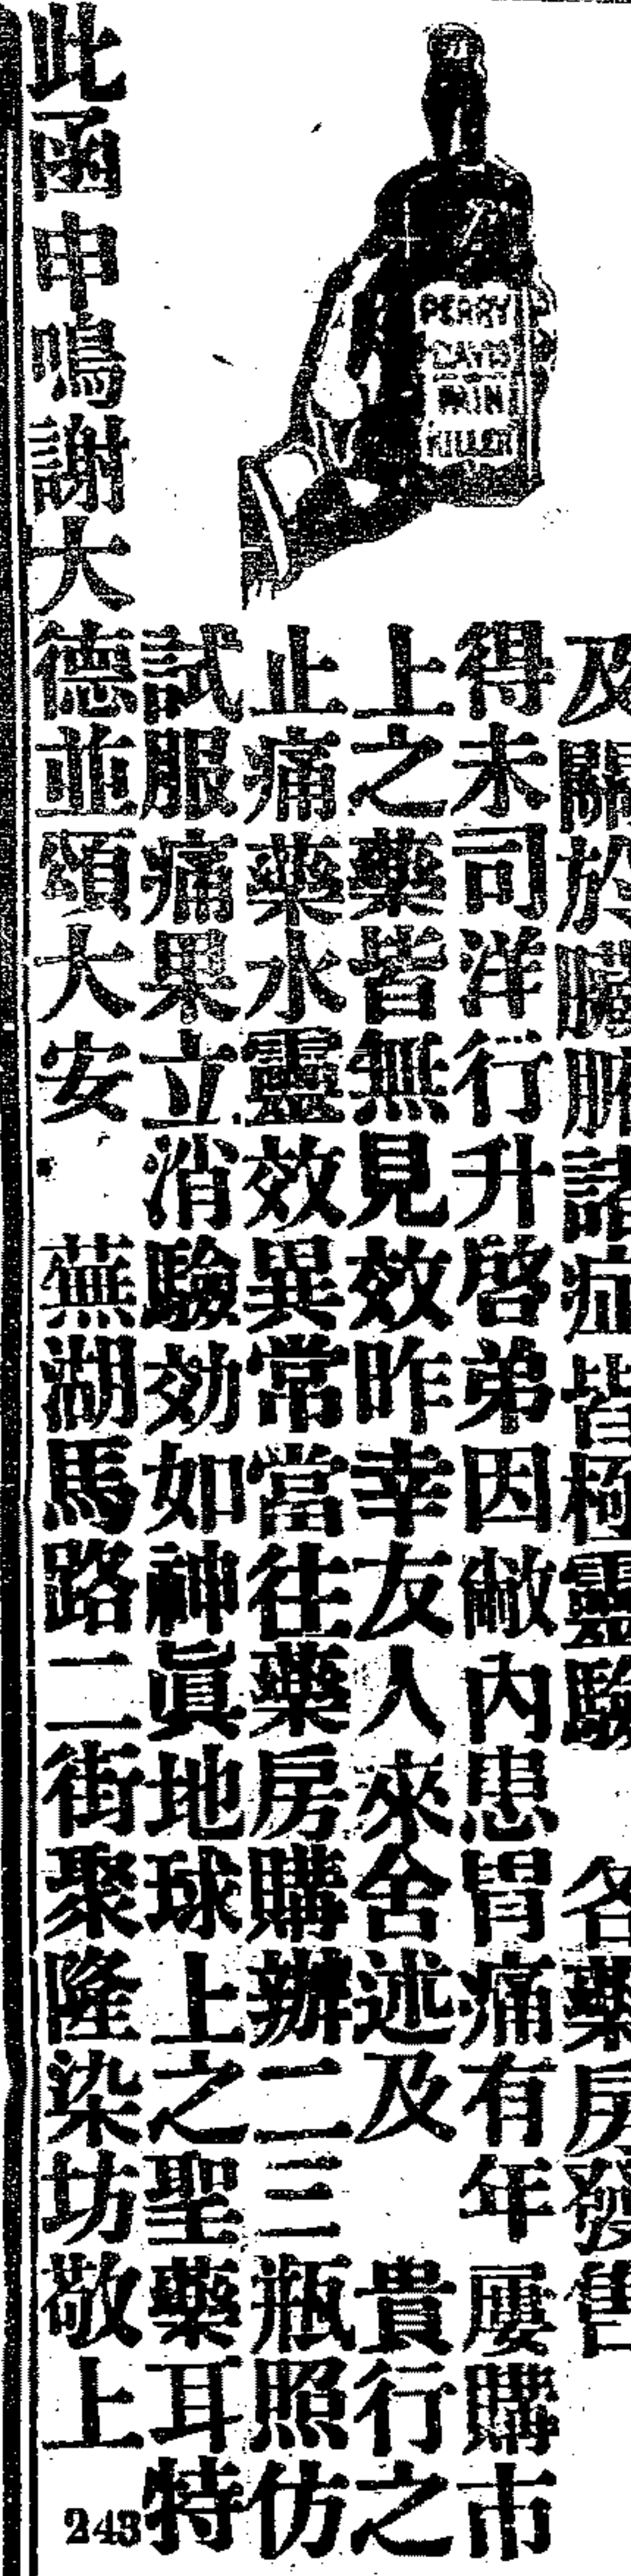 及關於臟腑諸症皆極靈驗 各藥房發售
得未司洋行升啓弟因敝內患胃痛有年屢購市
上之藥皆無見效昨幸友人來舍述及 貴行之
止痛藥水靈效異常當往藥房購辦二三瓶照仿
試服痛果立消驗効如神眞地球上之聖藥耳特
此函申鳴謝大德並頌大安 蕪湖馬路二街聚隆染坊敬上
243
PERRY
DAVIS
PAIN
KILLER